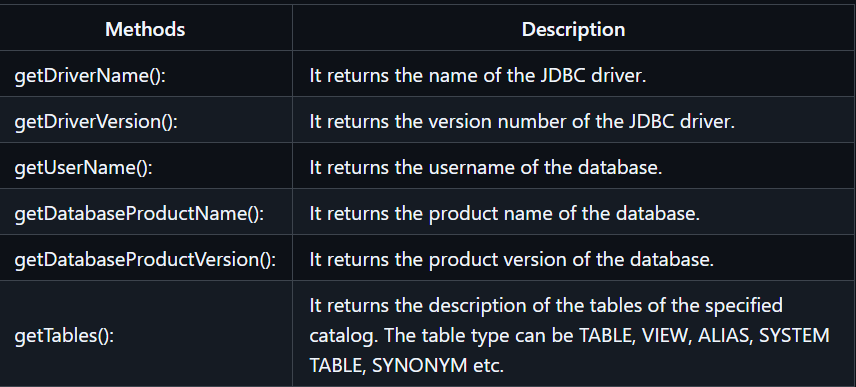 Methods Description
getDriverName(): It returns the name of the JDBC driver.
getDriverVersion(): It returns the version number of the JDBC driver.
getUserName(): It returns the username of the database.
getDatabaseProductName(): It returns the product name of the database.
getDatabaseProductVersion(): It returns the product version of the database.
getTables(): It returns the description of the tables of the specified
catalog. The table type can be TABLE, VIEW, ALIAS, SYSTEM
TABLE, SYNONYM etc.